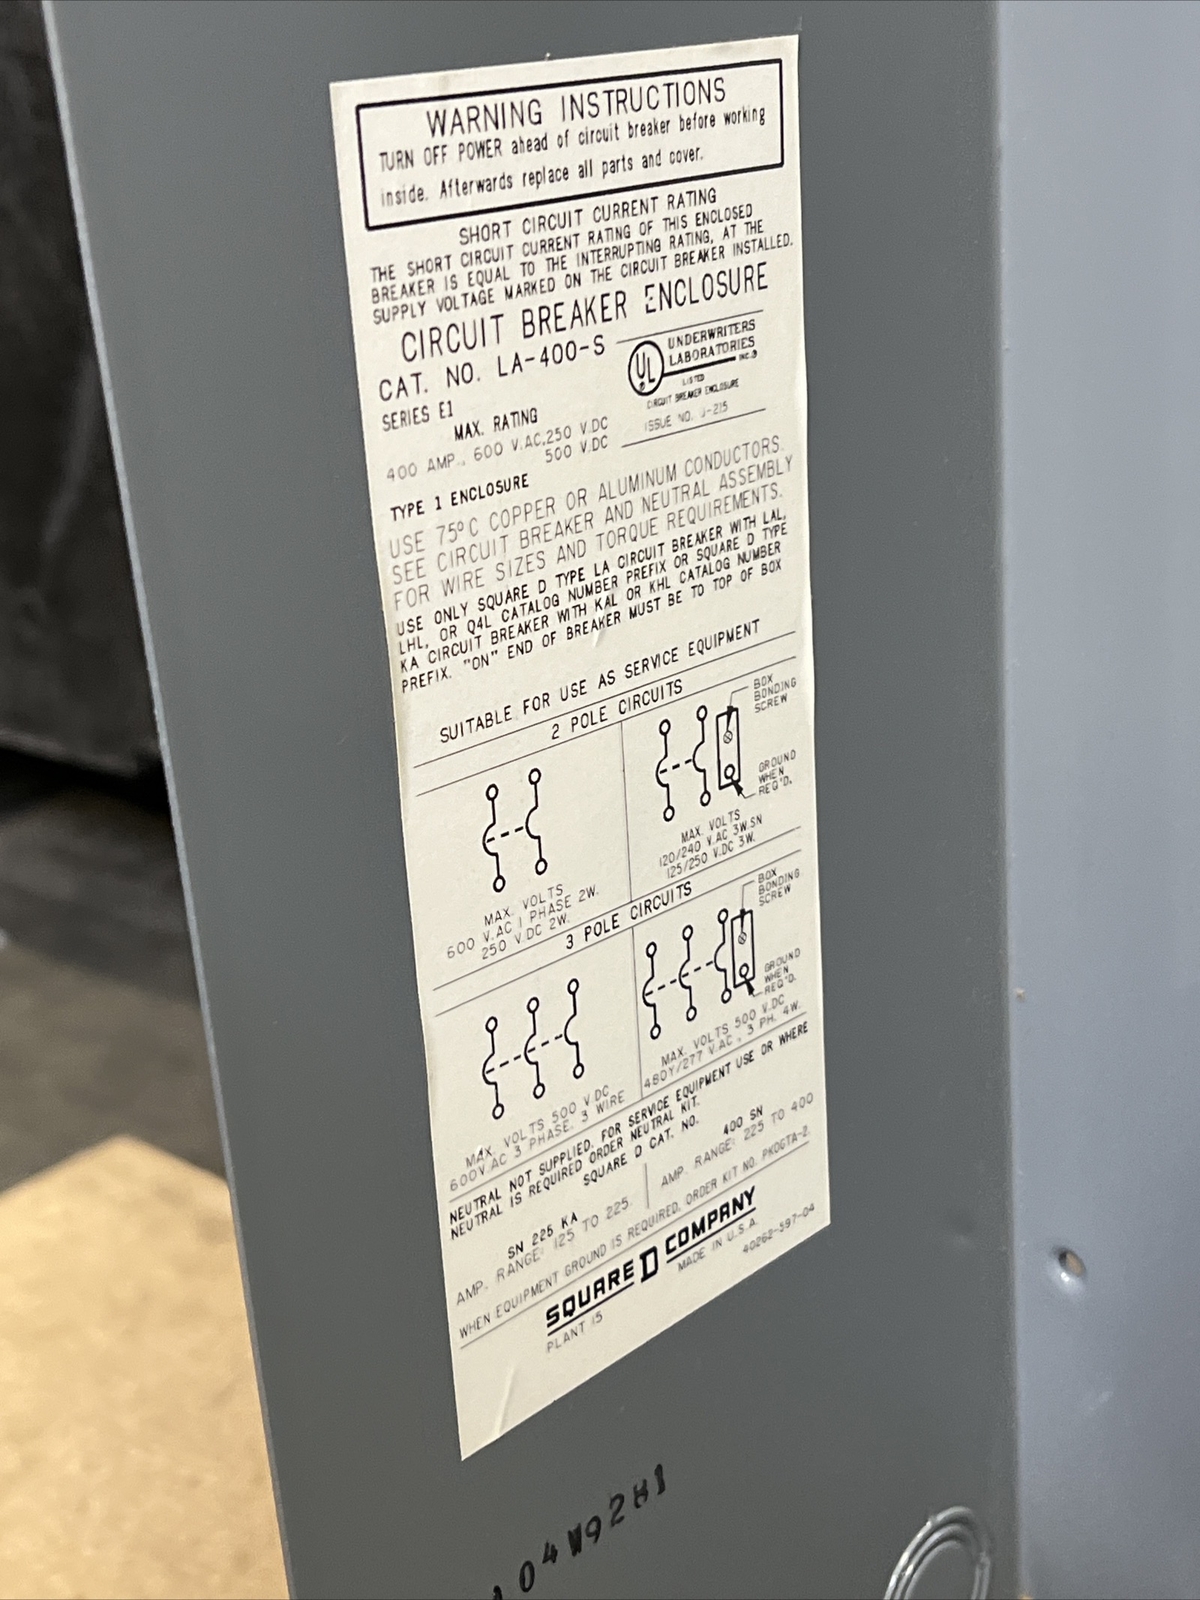 WARNING INSTRUCTIONS
TURN OFF POWER ahead of circuit breaker before working
inside. Afterwards replace all parts and cover.
SHORT CIRCUIT CURRENT RATING
THE SHORT CIRCUIT CURRENT RATING OF THIS ENCLOSED
BREAKER IS EQUAL TO THE INTERRUPTING RATING, AT THE
SUPPLY VOLTAGE MARKED ON THE CIRCUIT BREAKER INSTALLED.
CIRCUIT BREAKER ENCLOSURE
CAT. NO. LA-400-S
SERIES E1
UL
UNDERWRITERS
LABORATORIES
INC.®
LISTED
CIRCUIT BREAKER ENCLOSURE
ISSUE NO. J-215
MAX. RATING
400 AMP., 600 V.AC,250 V.DC
500 V.DC
TYPE 1 ENCLOSURE
USE 75°C COPPER OR ALUMINUM CONDUCTORS.
SEE CIRCUIT BREAKER AND NEUTRAL ASSEMBLY
FOR WIRE SIZES AND TORQUE REQUIREMENTS.
USE ONLY SQUARE D TYPE LA CIRCUIT BREAKER WITH LAL,
LHL, OR Q4L CATALOG NUMBER PREFIX OR SQUARE D TYPE
KA CIRCUIT BREAKER WITH KAL OR KHL CATALOG NUMBER
PREFIX. "ON" END OF BREAKER MUST BE TO TOP OF BOX
SUITABLE FOR USE AS SERVICE EQUIPMENT
2 POLE CIRCUITS
MAX. VOLTS
600 V.AC 1 PHASE 2W.
250 V.DC 2W.
BOX
BONDING
SCREW
GROUND
WHEN
REQ'D.
MAX. VOLTS
120/240 V.AC 3W.SN
125/250 V.DC 3W.
3 POLE CIRCUITS
MAX. VOLTS 500 V.DC
600V.AC 3 PHASE, 3 WIRE
BOX
BONDING
SCREW
GROUND
WHEN
REQ'D.
MAX. VOLTS 500 V.DC
480Y/277 V.AC, 3 PH. 4W.
NEUTRAL NOT SUPPLIED. FOR SERVICE EQUIPMENT USE OR WHERE
NEUTRAL IS REQUIRED ORDER NEUTRAL KIT.
SQUARE D CAT. NO.
SN 225 KA
AMP. RANGE: 125 TO 225.
400 SN
AMP. RANGE: 225 TO 400
WHEN EQUIPMENT GROUND IS REQUIRED, ORDER KIT NO. PKOGTA-2.
SQUARE D COMPANY
PLANT 15
MADE IN U.S.A.
40262-597-04
04W92H1